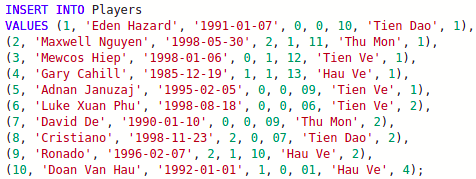 INSERT INTO Players
VALUES (1, 'Eden Hazard', '1991-01-07', 0, 0, 10, 'Tien Dao', 1),
(2, 'Maxwell Nguyen', '1998-05-30', 2, 1, 11, 'Thu Mon', 1),
(3, 'Mewcos Hiep', '1998-01-06', 0, 1, 12, 'Tien Ve', 1),
(4, 'Gary Cahill', '1985-12-19', 1, 1, 13, 'Hau Ve', 1),
(5, 'Adnan Januzaj', '1995-02-05', 0, 0, 09, 'Tien Ve', 1),
(6, 'Luke Xuan Phu', '1998-08-18', 0, 0, 06, 'Tien Ve', 2),
(7, 'David De', '1990-01-10', 0, 0, 09, 'Thu Mon', 2),
(8, 'Cristiano', '1998-11-23', 2, 0, 07, 'Tien Dao', 2),
(9, 'Ronado', '1996-02-07', 2, 1, 10, 'Hau Ve', 2),
(10, 'Doan Van Hau', '1992-01-01', 1, 0, 01, 'Hau Ve', 4);